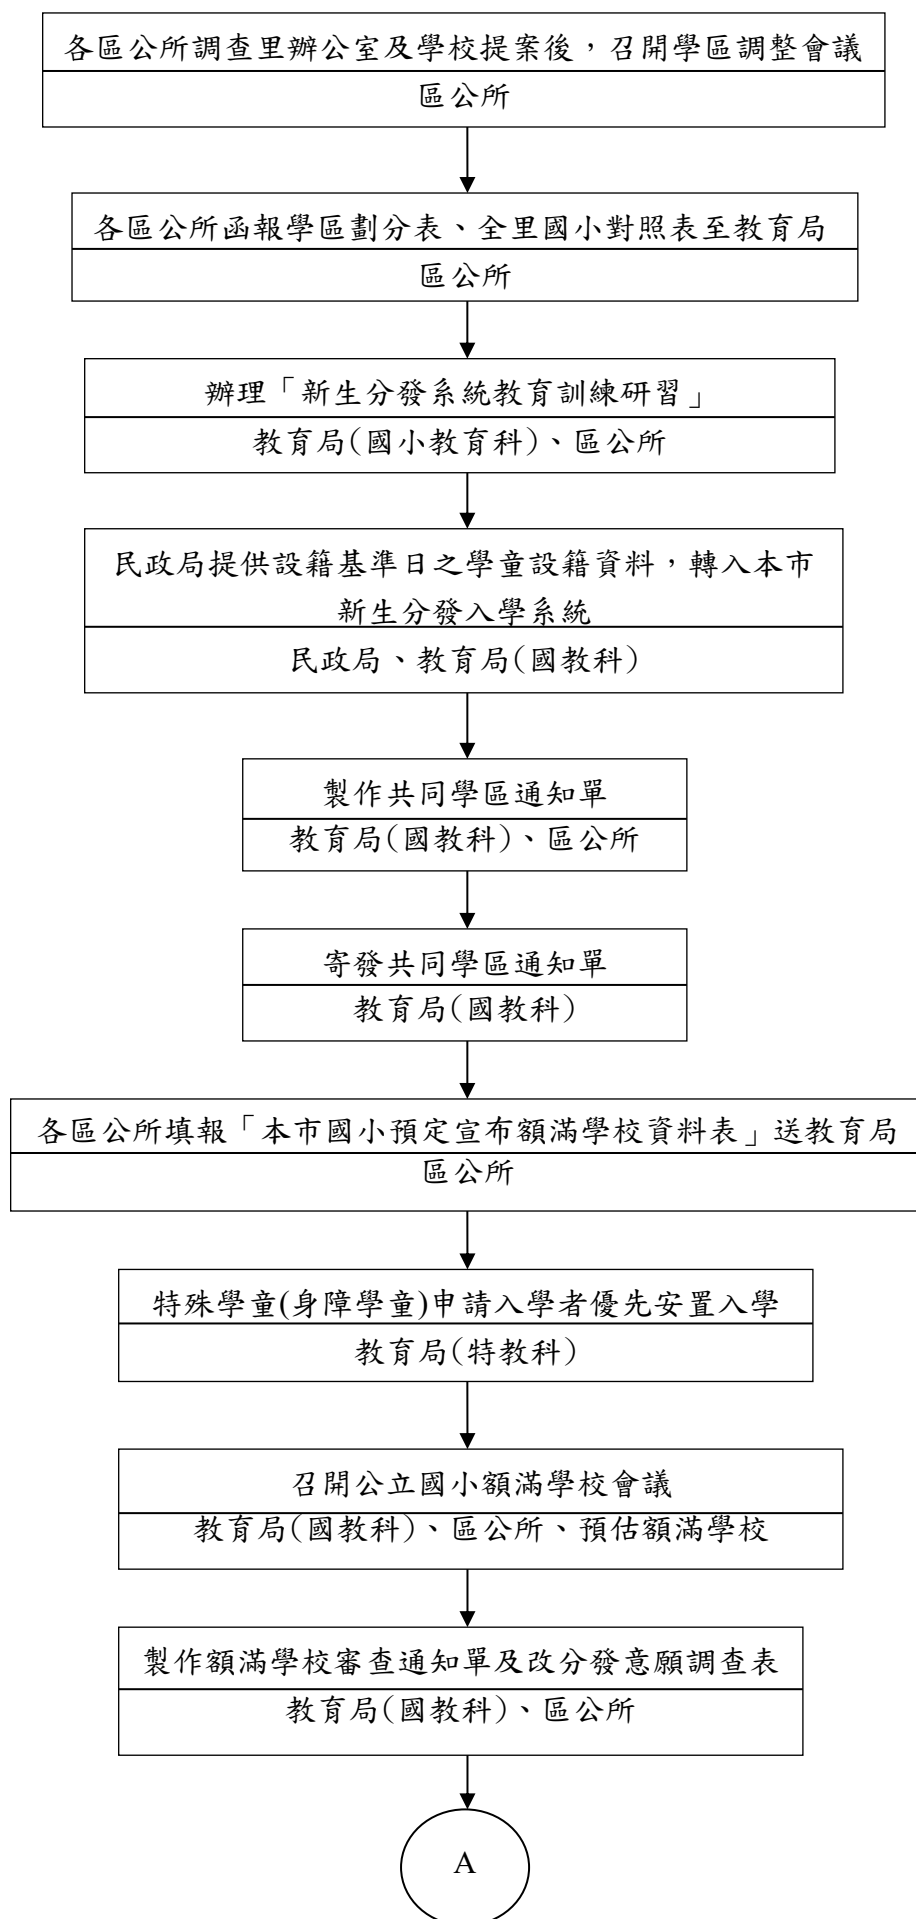 各區公所調查里辦公室及學校提案後，召開學區調整會議
區公所
各區公所函報學區劃分表、全里國小對照表至教育局
區公所
辦理「新生分發系統教育訓練研習」
教育局(國小教育科)、區公所
民政局提供設籍基準日之學童設籍資料，轉入本市
新生分發入學系統
民政局、教育局(國教科)
製作共同學區通知單
教育局(國教科)、區公所
寄發共同學區通知單
教育局(國教科)
各區公所填報「本市國小預定宣布額滿學校資料表」送教育局
區公所
特殊學童(身障學童)申請入學者優先安置入學
教育局(特教科)
召開公立國小額滿學校會議
教育局(國教科)、區公所、預估額滿學校
製作額滿學校審查通知單及改分發意願調查表
教育局(國教科)、區公所
A